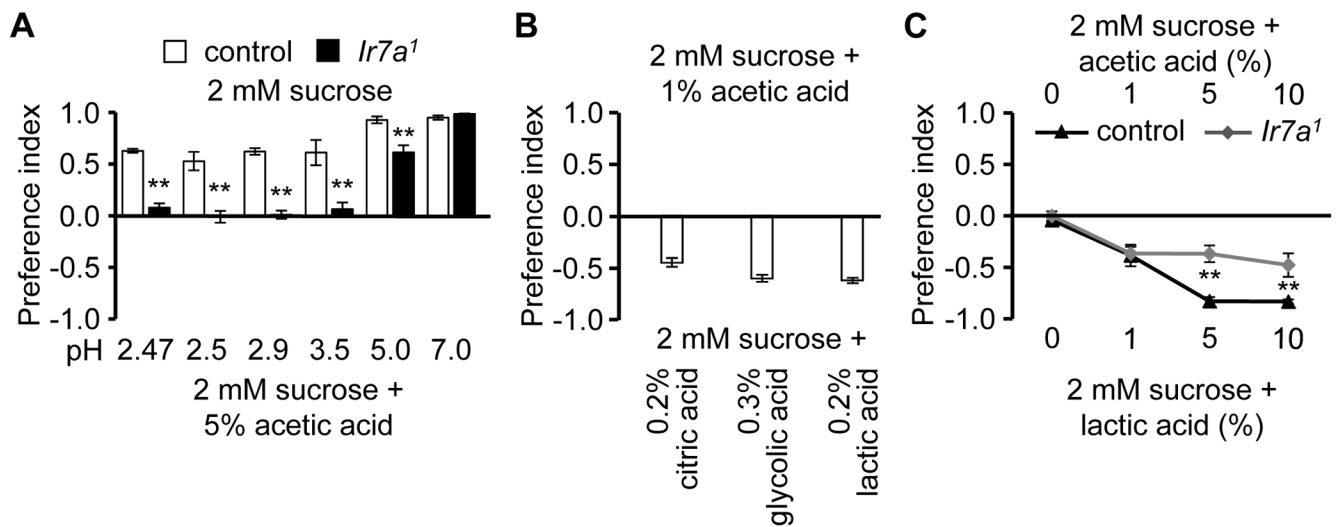 A
control Ir7a¹
2 mM sucrose
Preference index
1.0
0.5
0.0
-0.5
-1.0
** ** ** ** **
pH 2.47 2.5 2.9 3.5 5.0 7.0
2 mM sucrose +
5% acetic acid
B
2 mM sucrose +
1% acetic acid
Preference index
1.0
0.5
0.0
-0.5
-1.0
2 mM sucrose +
0.2%
citric acid
0.3%
glycolic acid
0.2%
lactic acid
C
2 mM sucrose +
acetic acid (%)
0 1 5 10
control Ir7a¹
Preference index
1.0
0.5
0.0
-0.5
-1.0
** **
0 1 5 10
2 mM sucrose +
lactic acid (%)